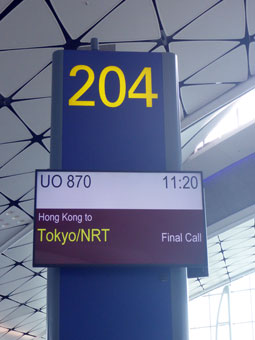 204
UO 870 11:20
Hong Kong to
Tokyo/NRT Final Call